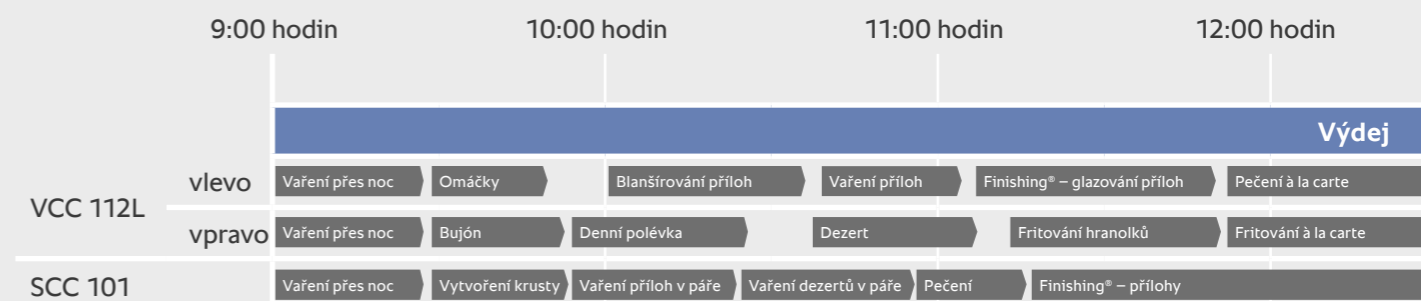 9:00 hodin 10:00 hodin 11:00 hodin 12:00 hodin
Výdej
VCC 112L
vlevo Vaření přes noc Omáčky Blanšírování příloh Vaření příloh Finishing® – glazování příloh Pečení à la carte
vpravo Vaření přes noc Bujón Denní polévka Dezert Fritování hranolků Fritování à la carte
SCC 101 Vaření přes noc Vytvoření krusty Vaření příloh v páře Vaření dezertů v páře Pečení Finishing® – přílohy